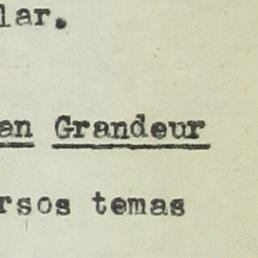 lar.
en Grandeur
rsos temas